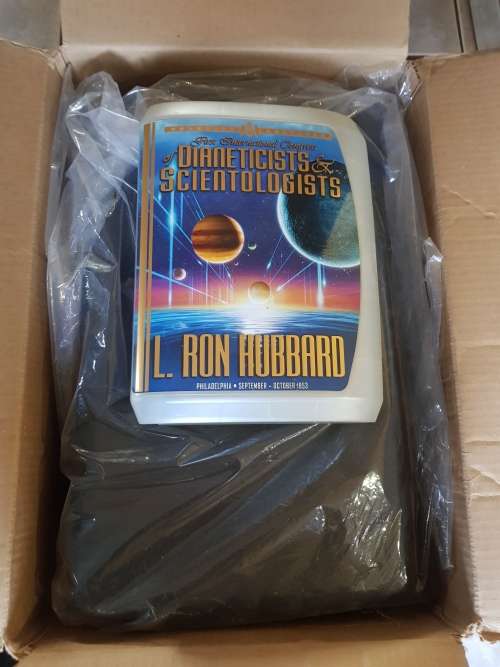 First International Congress
of DIANETICISTS &
SCIENTOLOGISTS
L. RON HUBBARD
PHILADELPHIA • SEPTEMBER - OCTOBER 1953